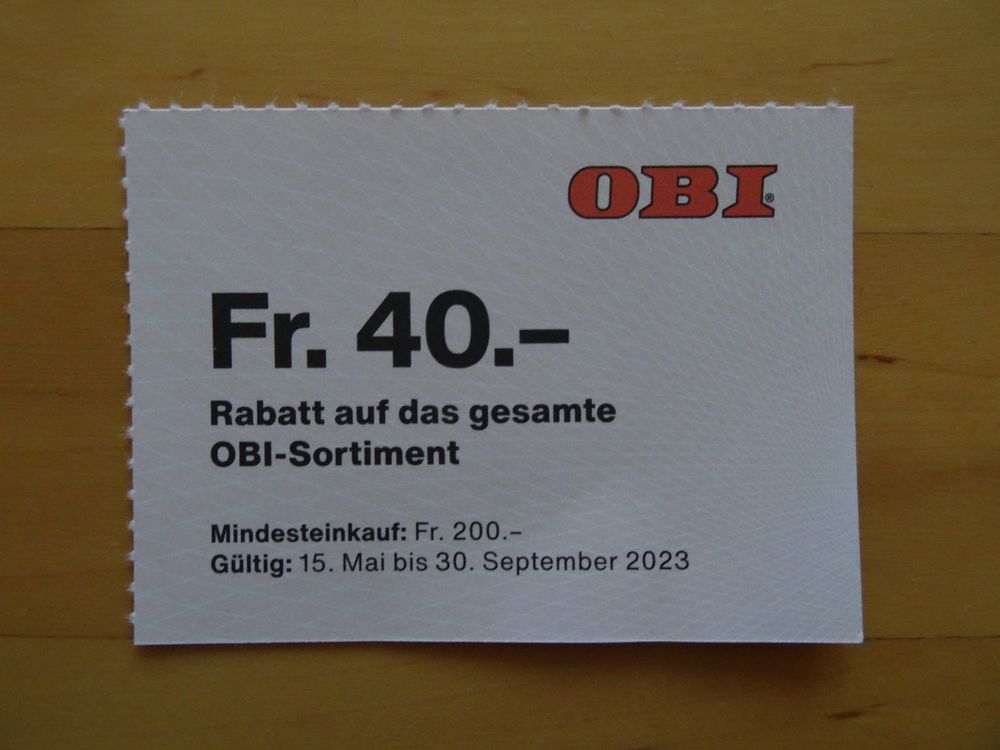 OBI®
Fr. 40.–
Rabatt auf das gesamte
OBI-Sortiment
Mindesteinkauf: Fr. 200.–
Gültig: 15. Mai bis 30. September 2023